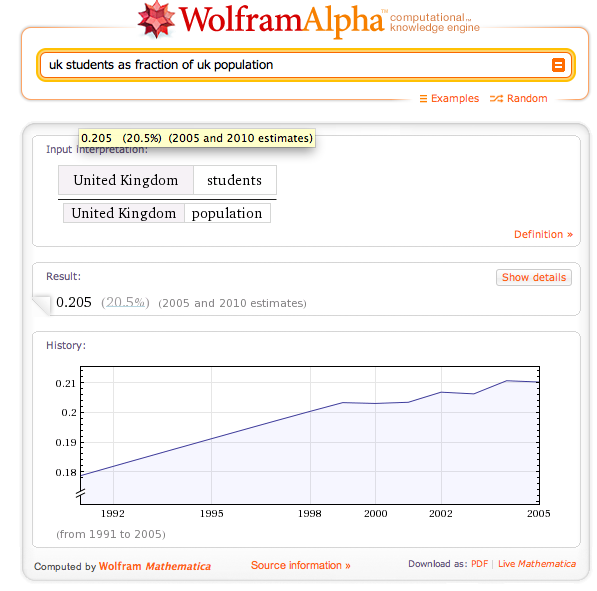 WolframAlpha™ computational...
knowledge engine
uk students as fraction of uk population
Examples Random
0.205 (20.5%) (2005 and 2010 estimates)
Input interpretation:
United Kingdom students
United Kingdom population
Definition »
Result:
Show details
0.205 (20.5%) (2005 and 2010 estimates)
History:
0.21
0.2
0.19
0.18
1992 1995 1998 2000 2002 2005
(from 1991 to 2005)
Computed by Wolfram Mathematica Source information » Download as: PDF | Live Mathematica